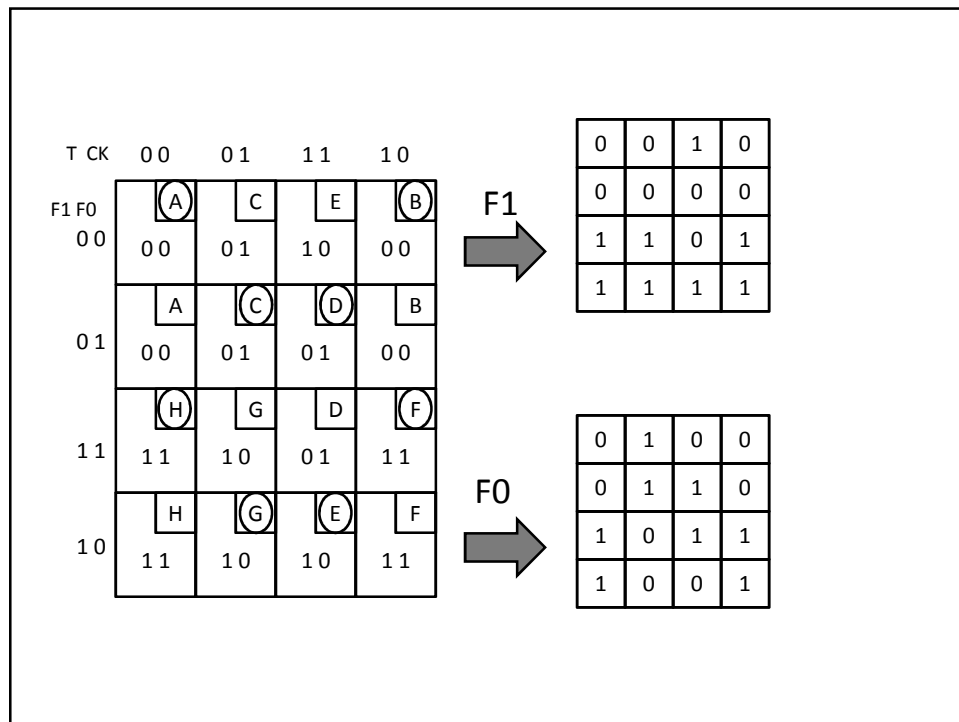 T CK 0 0 0 1 1 1 1 0
F1 F0
A C E B
0 0 0 0 0 1 1 0 0 0
A C D B
0 1 0 0 0 1 0 1 0 0
H G D F
1 1 1 1 1 0 0 1 1 1
H G E F
1 0 1 1 1 0 1 0 1 1
F1
0 0 1 0
0 0 0 0
1 1 0 1
1 1 1 1
F0
0 1 0 0
0 1 1 0
1 0 1 1
1 0 0 1